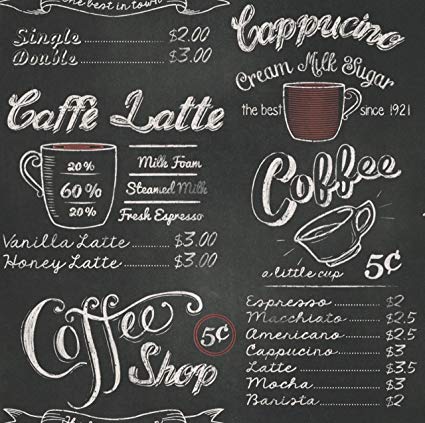 the best in town
Single $2.00
Double $3.00
Caffè Latte
20%
60%
20%
Milk Foam
Steamed Milk
Fresh Espresso
Vanilla Latte $3.00
Honey Latte $3.00
Coffee
Shop
5¢
Cappucino
Cream Milk Sugar
the best since 1921
Coffee
a little cup 5¢
Espresso $2
Macchiato $2.5
Americano $2.5
Cappucino $3
Latte $3.5
Mocha $3
Barista $2